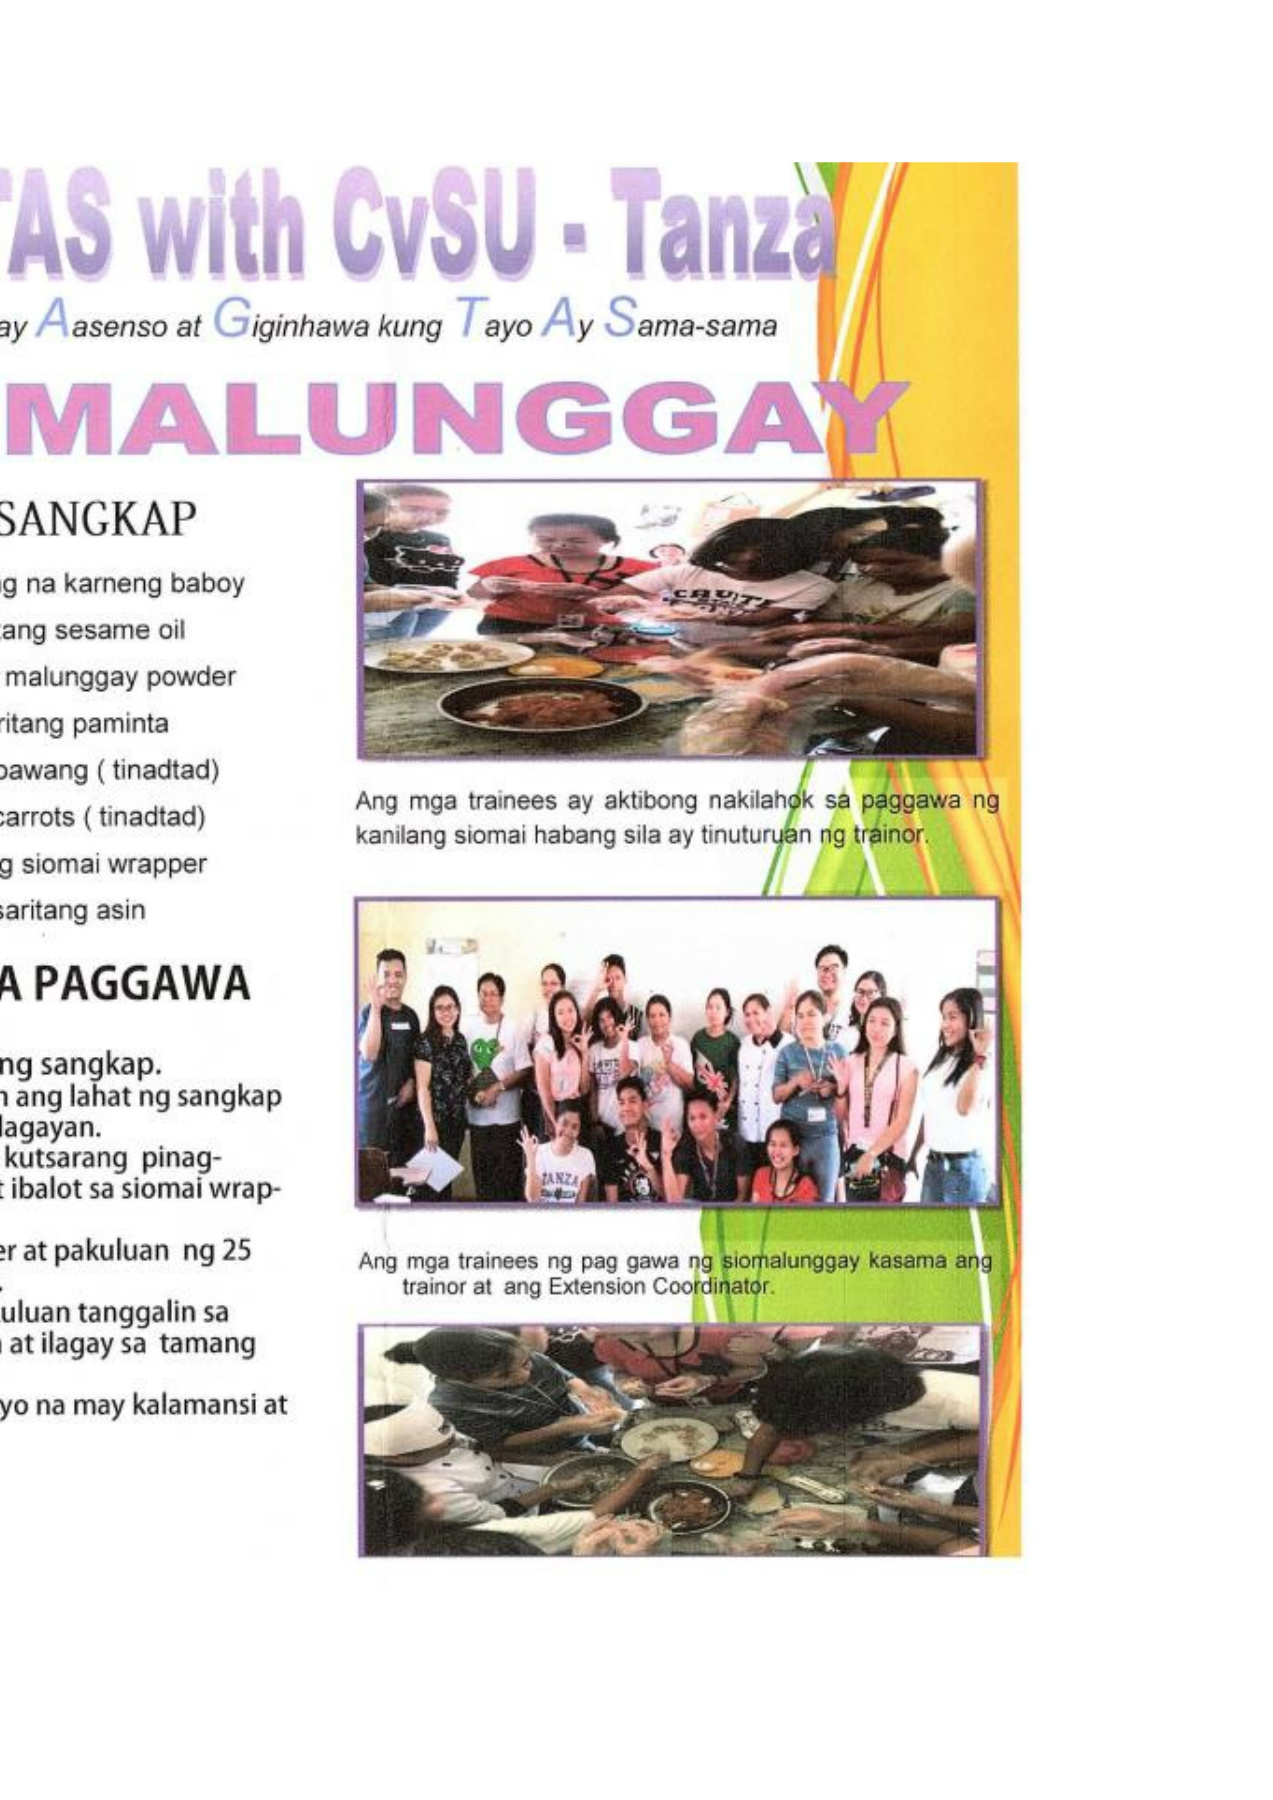 TAS with CvSU - Tanza
ay Aasenso at Giginhawa kung Tayo Ay Sama-sama
MALUNGGAY
SANGKAP
g na karneng baboy
tang sesame oil
malunggay powder
ritang paminta
bawang ( tinadtad)
carrots ( tinadtad)
g siomai wrapper
saritang asin
A PAGGAWA
ng sangkap.
n ang lahat ng sangkap
lagayan.
kutsarang pinag-
t ibalot sa siomai wrap-
er at pakuluan ng 25
uluan tanggalin sa
at ilagay sa tamang
yo na may kalamansi at
CAVITE
Ang mga trainees ay aktibong nakilahok sa paggawa ng
kanilang siomai habang sila ay tinuturuan ng trainor.
TANZA
Ang mga trainees ng pag gawa ng siomalunggay kasama ang
trainor at ang Extension Coordinator.